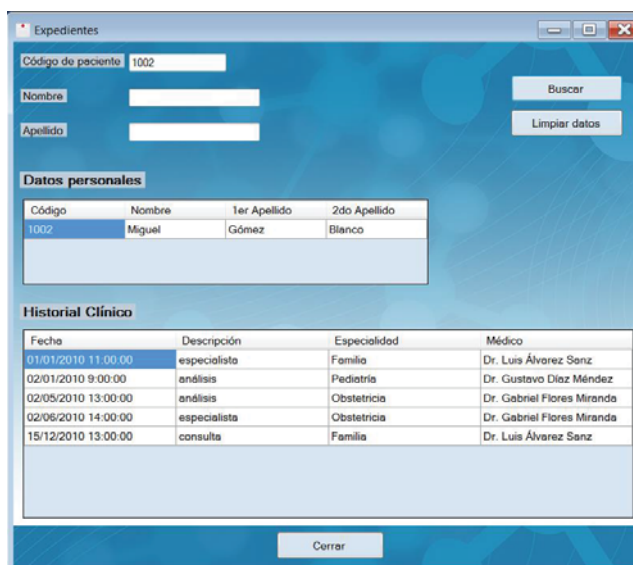 Expedientes
Código de paciente 1002
Nombre
Buscar
Apellido
Limpiar datos
Datos personales
Código Nombre 1er Apellido 2do Apellido
1002 Miguel Gómez Blanco
Historial Clínico
Fecha Descripción Especialidad Médico
01/01/2010 11:00:00 especialista Familia Dr. Luis Álvarez Sanz
02/01/2010 9:00:00 análisis Pediatría Dr. Gustavo Díaz Méndez
02/05/2010 13:00:00 análisis Obstetricia Dr. Gabriel Flores Miranda
02/06/2010 14:00:00 especialista Obstetricia Dr. Gabriel Flores Miranda
15/12/2010 13:00:00 consulta Familia Dr. Luis Álvarez Sanz
Cerrar